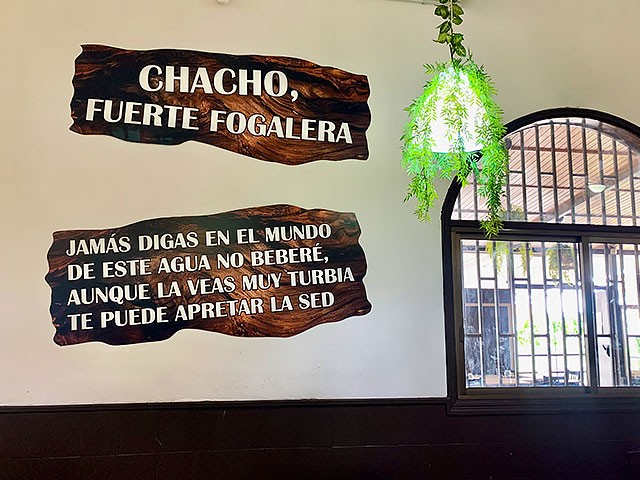 CHACHO,
FUERTE FOGALERA
JAMÁS DIGAS EN EL MUNDO
DE ESTE AGUA NO BEBERÉ,
AUNQUE LA VEAS MUY TURBIA
TE PUEDE APRETAR LA SED